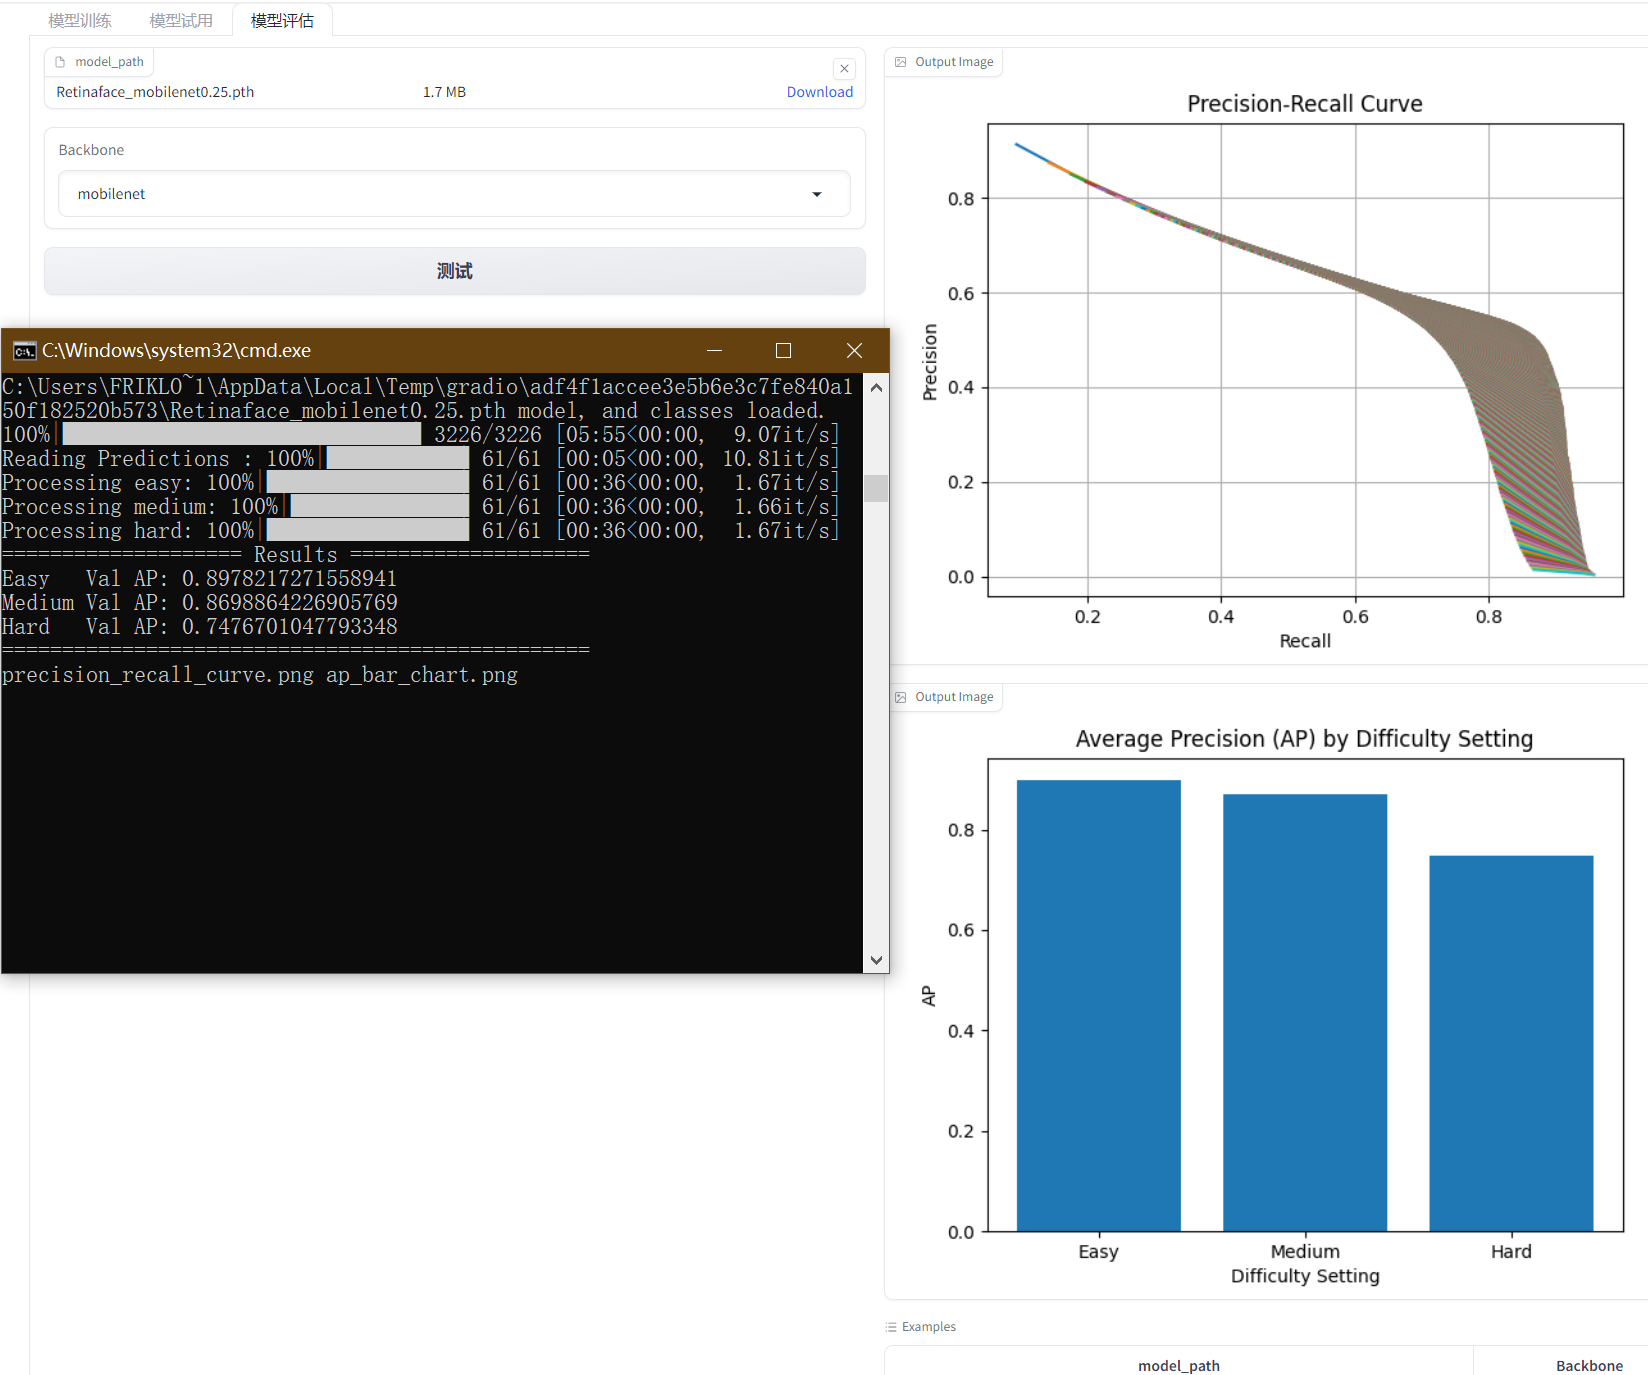 模型训练 模型试用 模型评估
model_path
Retinaface_mobilenet0.25.pth 1.7 MB Download
Backbone
mobilenet
测试
C:\Windows\system32\cmd.exe
C:\Users\FRIKLO~1\AppData\Local\Temp\gradio\adf4f1accee3e5b6e3c7fe840a1
50f182520b573\Retinaface_mobilenet0.25.pth model, and classes loaded.
100%| 3226/3226 [05:55<00:00, 9.07it/s]
Reading Predictions : 100%| 61/61 [00:05<00:00, 10.81it/s]
Processing easy: 100%| 61/61 [00:36<00:00, 1.67it/s]
Processing medium: 100%| 61/61 [00:36<00:00, 1.66it/s]
Processing hard: 100%| 61/61 [00:36<00:00, 1.67it/s]
==================== Results ====================
Easy Val AP: 0.8978217271558941
Medium Val AP: 0.8698864226905769
Hard Val AP: 0.7476701047793348
=================================================
precision_recall_curve.png ap_bar_chart.png
Output Image
Precision-Recall Curve
Precision
0.8
0.6
0.4
0.2
0.0
0.2 0.4 0.6 0.8
Recall
Output Image
Average Precision (AP) by Difficulty Setting
AP
0.8
0.6
0.4
0.2
0.0
Easy Medium Hard
Difficulty Setting
Examples
model_path Backbone